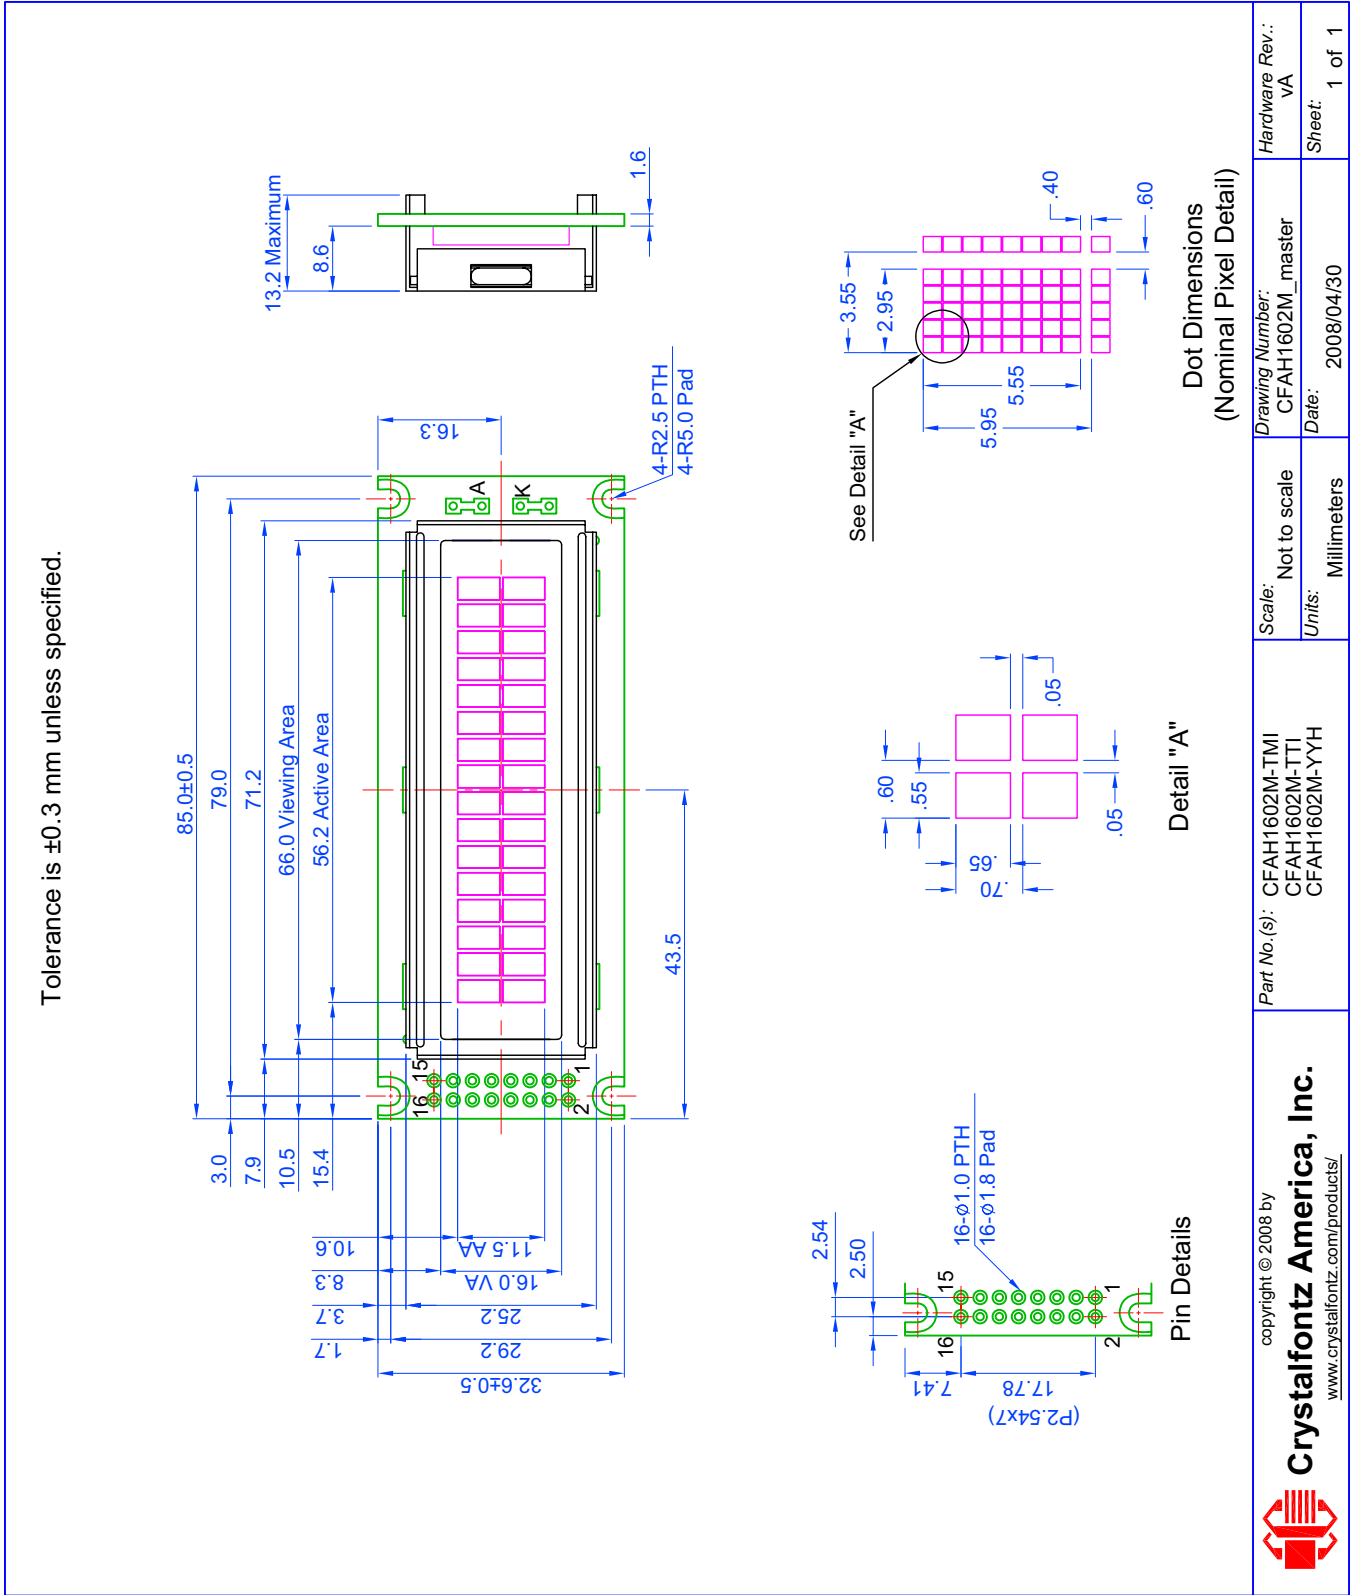 Tolerance is ±0.3 mm unless specified.
85.0±0.5
79.0
71.2
66.0 Viewing Area
56.2 Active Area
3.0
7.9
10.5
15.4
43.5
16.3
10.6
11.5 AA
8.3
16.0 VA
3.7
25.2
1.7
29.2
32.6±0.5
16
15
2
1
A
K
4-R2.5 PTH
4-R5.0 Pad
13.2 Maximum
8.6
1.6
2.54
2.50
16-ø1.0 PTH
16-ø1.8 Pad
16
15
2
1
7.41
17.78
(P2.54x7)
Pin Details
.60
.55
.65
.70
.05
.05
Detail "A"
See Detail "A"
3.55
2.95
5.55
5.95
.40
.60
Dot Dimensions
(Nominal Pixel Detail)
copyright © 2008 by
Crystalfontz America, Inc.
www.crystalfontz.com/products/
Part No.(s): CFAH1602M-TMI
CFAH1602M-TTI
CFAH1602M-YYH
Scale:
Not to scale
Units:
Millimeters
Drawing Number:
CFAH1602M_master
Date:
2008/04/30
Hardware Rev.:
vA
Sheet:
1 of 1